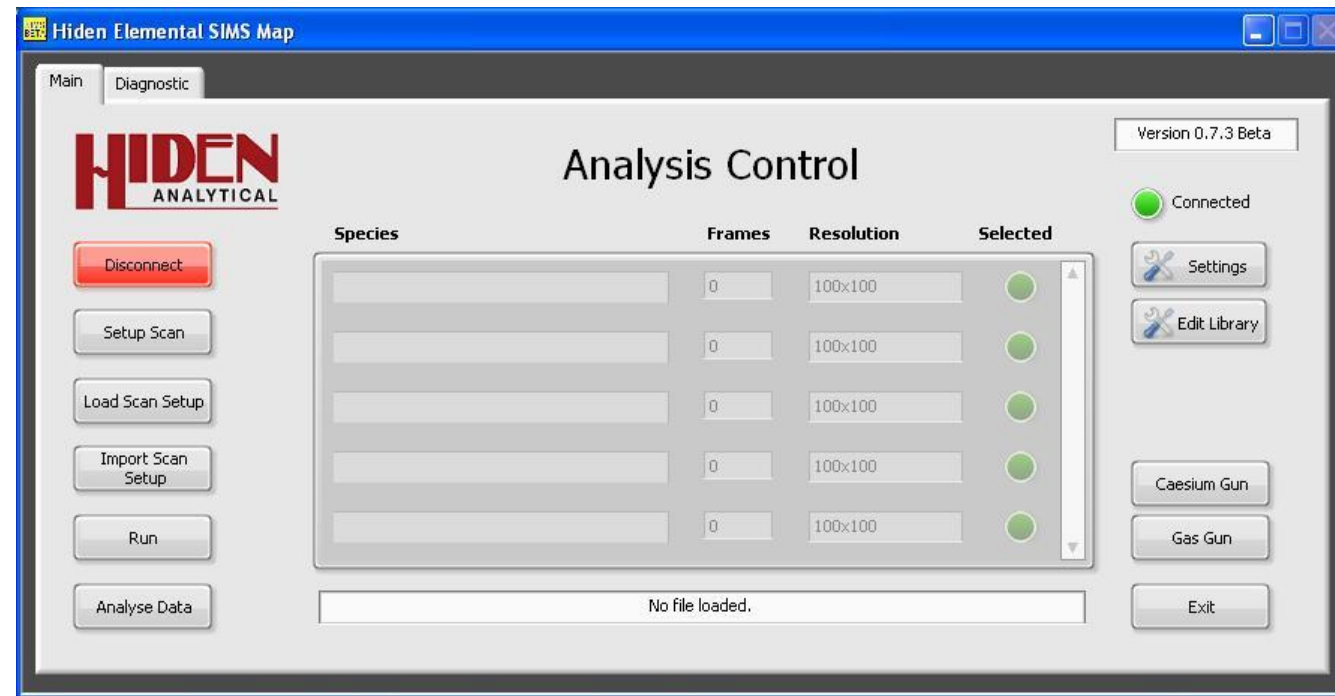 Hiden Elemental SIMS Map
Main Diagnostic
HIDEN
ANALYTICAL
Analysis Control
Version 0.7.3 Beta
Connected
Species Frames Resolution Selected
Disconnect
Setup Scan
Load Scan Setup
Import Scan
Setup
Run
Analyse Data
0 100x100
0 100x100
0 100x100
0 100x100
0 100x100
No file loaded.
Settings
Edit Library
Caesium Gun
Gas Gun
Exit